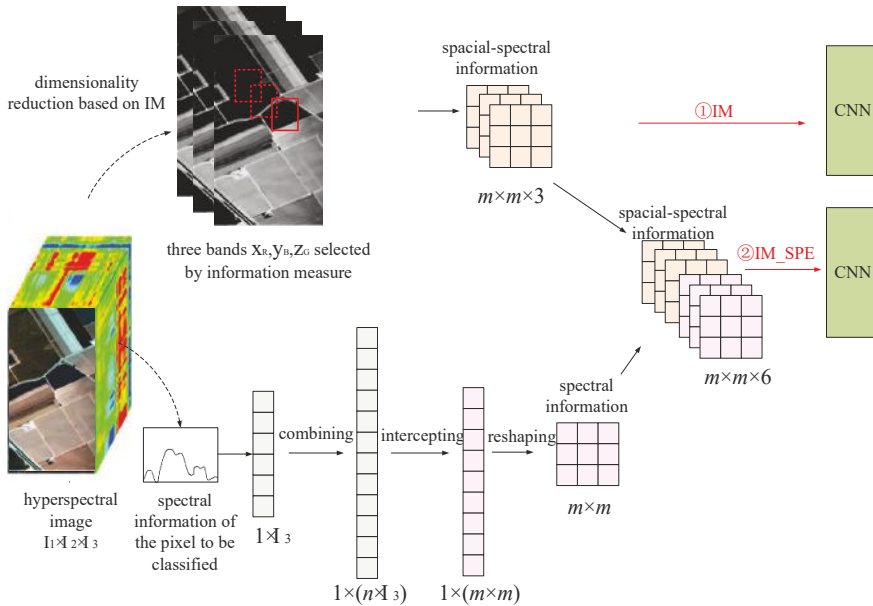 dimensionality
reduction based on IM
three bands XR,yB,ZG selected
by information measure
spacial-spectral
information
m×m×3
①IM
CNN
spacial-spectral
information
②IM_SPE
CNN
m×m×6
hyperspectral
image
I1×I2×I3
spectral
information of
the pixel to be
classified
1×I3
combining
1×(n×I3)
intercepting
1×(m×m)
reshaping
spectral
information
m×m